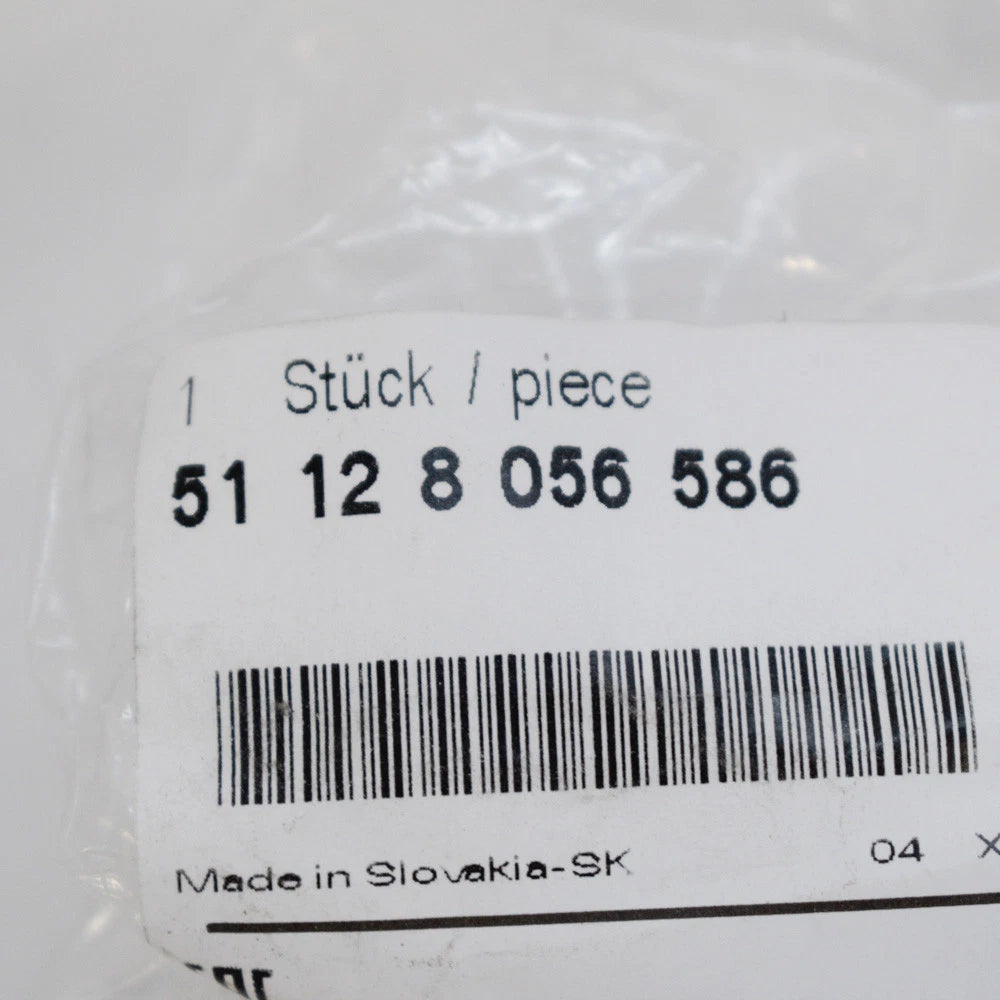 1 Stück / piece
51 12 8 056 586
Made in Slovakia-SK 04 X